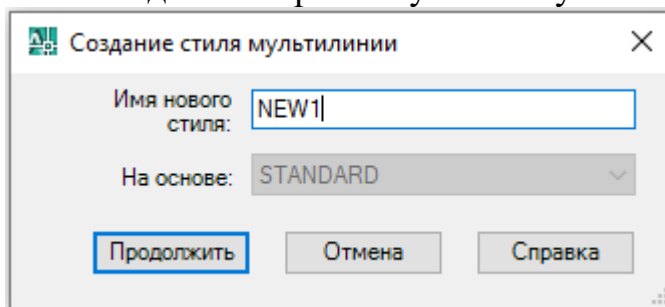 Создание стиля мультилинии
Имя нового
стиля:
NEW1
На основе:
STANDARD
Продолжить
Отмена
Справка